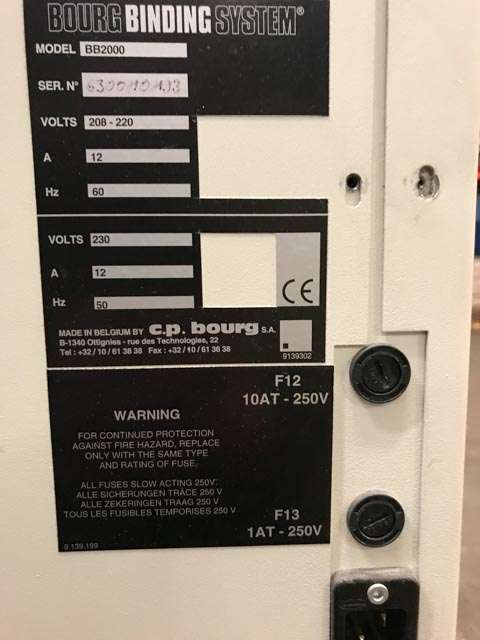 BOURG BINDING SYSTEM®
MODEL BB2000
SER. N°
VOLTS 208 - 220
A 12
Hz 60
VOLTS 230
A 12
Hz 50
CE
MADE IN BELGIUM BY c.p. bourg S.A.
B-1340 Ottignies - rue des Technologies, 22
Tel : +32 / 10 / 61 38 38 Fax : +32 / 10 / 61 36 38
9139302
F12
10AT - 250V
WARNING
FOR CONTINUED PROTECTION
AGAINST FIRE HAZARD, REPLACE
ONLY WITH THE SAME TYPE
AND RATING OF FUSE.
ALL FUSES SLOW ACTING 250V.
ALLE SICHERUNGEN TRACE 250 V
ALLE ZEKERINGEN TRAAG 250 V
TOUS LES FUSIBLES TEMPORISES 250 V
F13
1AT - 250V
9.139.199